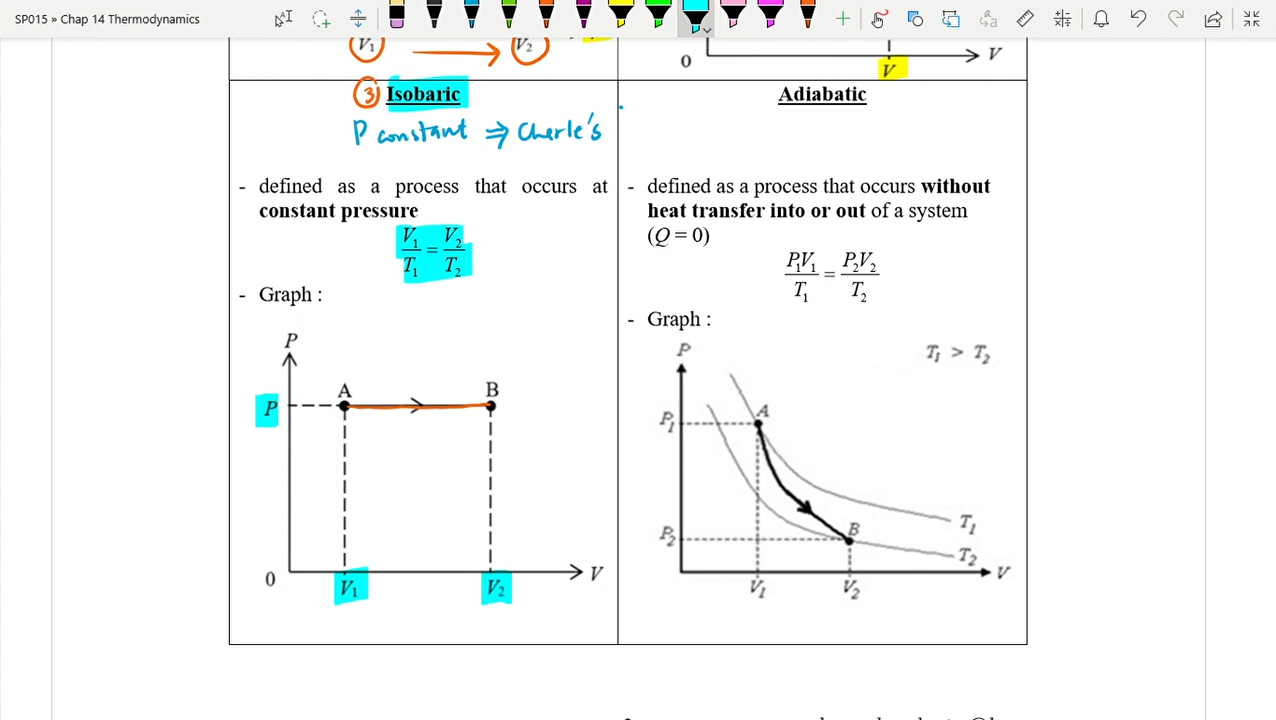 SP015 » Chap 14 Thermodynamics
V₁ V₂
0 V V
③ Isobaric
P constant ⇒ Cherle's
- defined as a process that occurs at
constant pressure
V₁/T₁ = V₂/T₂
- Graph :
P
A B
P
0 V₁ V₂ V
Adiabatic
- defined as a process that occurs without
heat transfer into or out of a system
(Q = 0)
P₁V₁/T₁ = P₂V₂/T₂
- Graph :
P T₁ > T₂
A
P₁
T₁
P₂ B
T₂
V₁ V₂ V